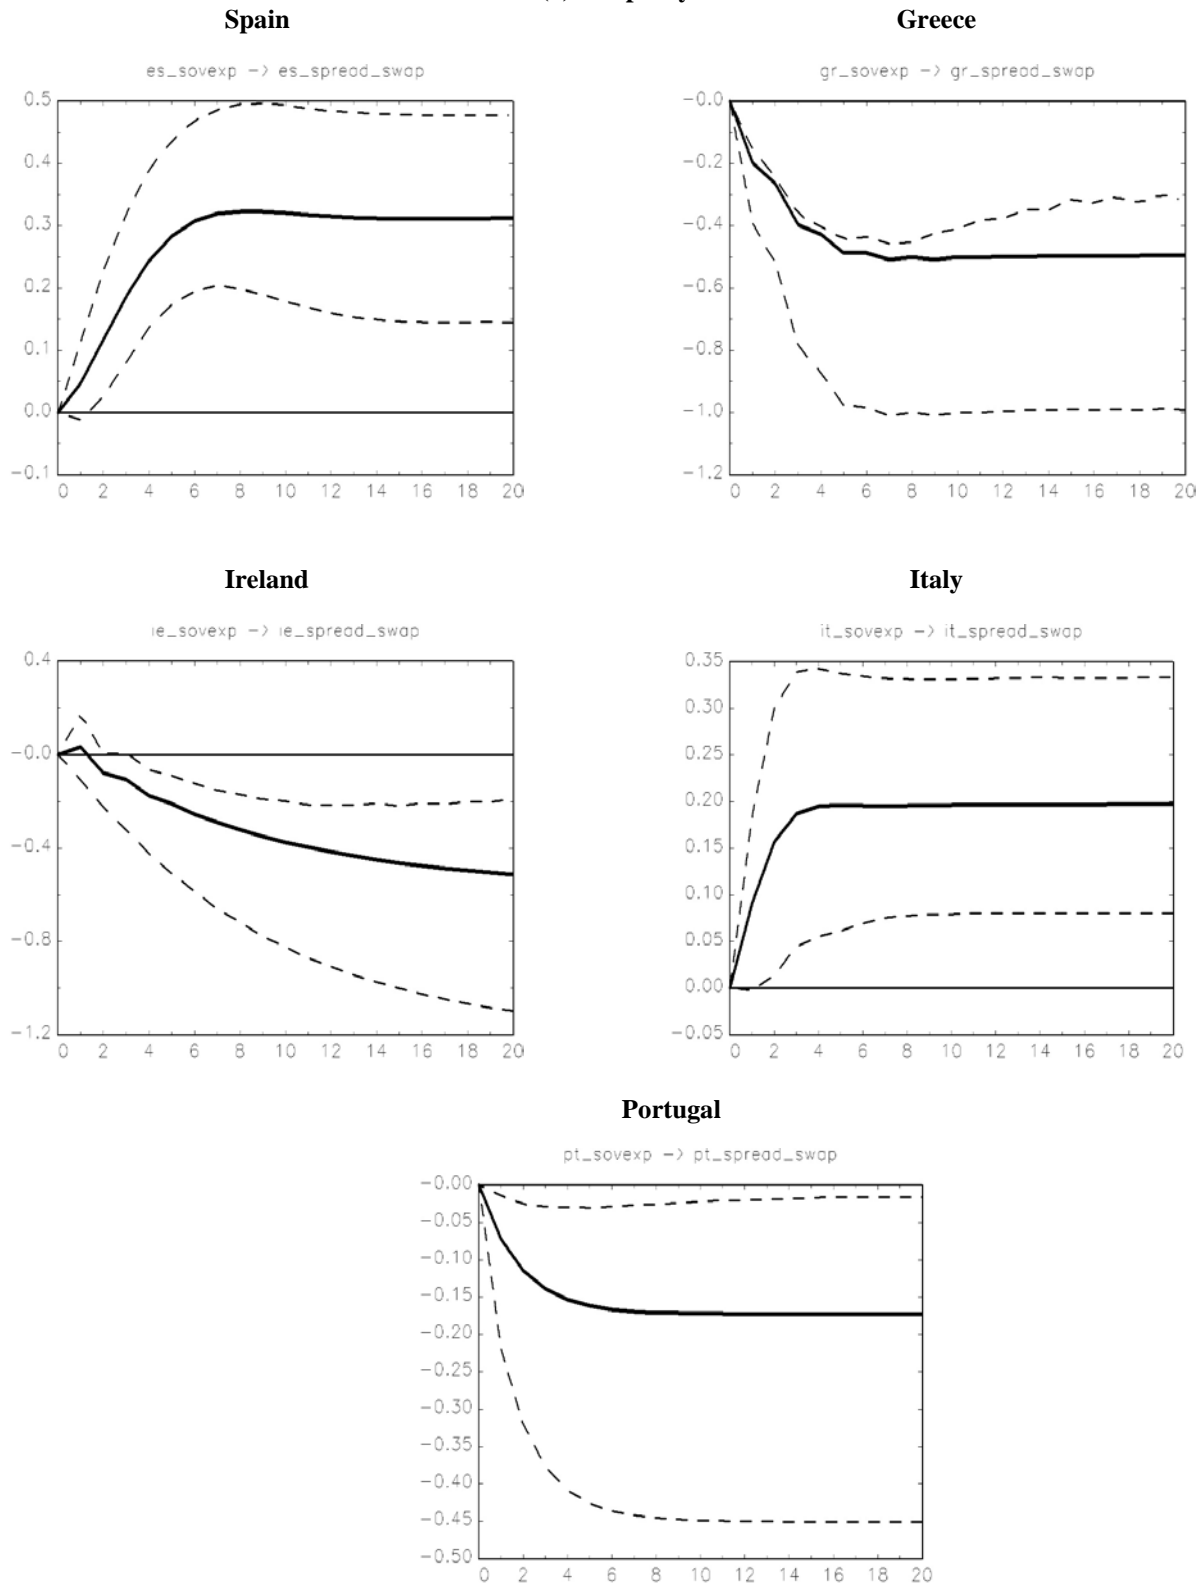 Spain
es_sovexp -> es_spread_swap
0.5
0.4
0.3
0.2
0.1
0.0
-0.1
0 2 4 6 8 10 12 14 16 18 20
Greece
gr_sovexp -> gr_spread_swap
-0.0
-0.2
-0.4
-0.6
-0.8
-1.0
-1.2
0 2 4 6 8 10 12 14 16 18 20
Ireland
ie_sovexp -> ie_spread_swap
0.4
-0.0
-0.4
-0.8
-1.2
0 2 4 6 8 10 12 14 16 18 20
Italy
it_sovexp -> it_spread_swap
0.35
0.30
0.25
0.20
0.15
0.10
0.05
0.00
-0.05
0 2 4 6 8 10 12 14 16 18 20
Portugal
pt_sovexp -> pt_spread_swap
-0.00
-0.05
-0.10
-0.15
-0.20
-0.25
-0.30
-0.35
-0.40
-0.45
-0.50
0 2 4 6 8 10 12 14 16 18 20